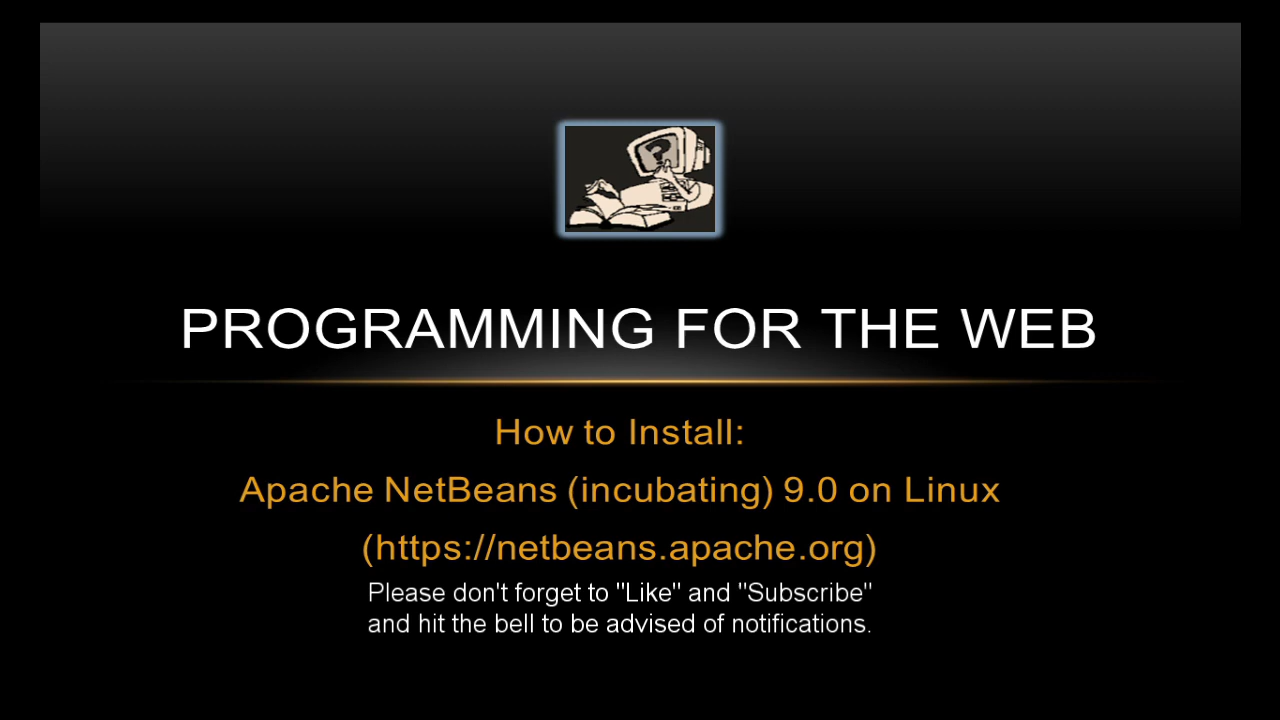 PROGRAMMING FOR THE WEB
How to Install:
Apache NetBeans (incubating) 9.0 on Linux
(https://netbeans.apache.org)
Please don't forget to "Like" and "Subscribe"
and hit the bell to be advised of notifications.